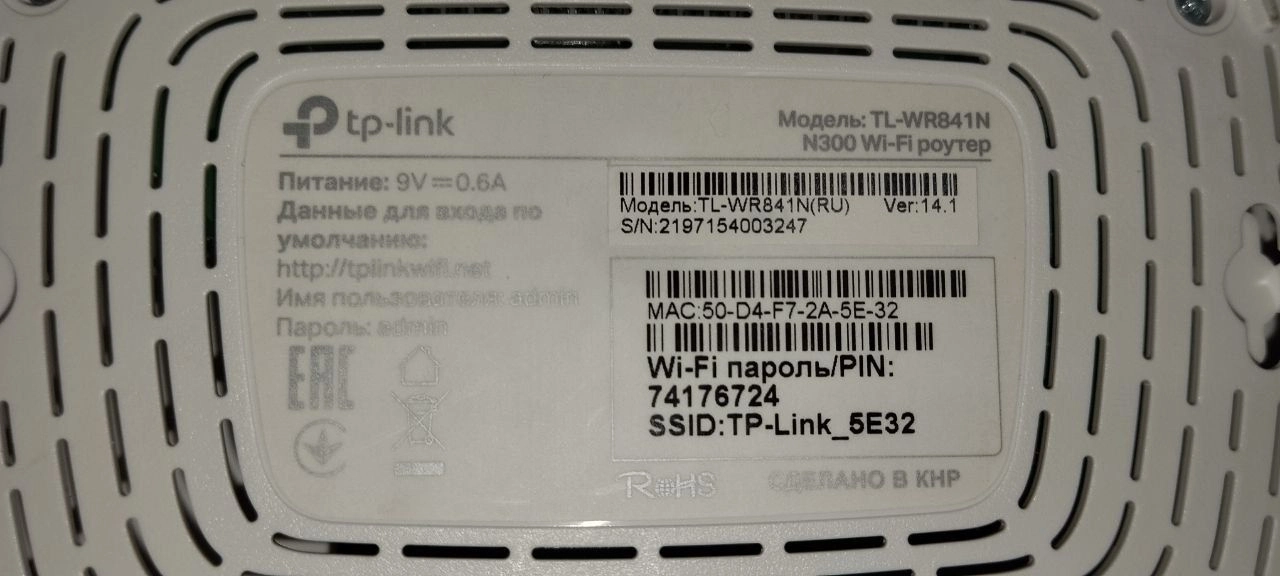 tp-link
Модель: TL-WR841N
N300 Wi-Fi роутер
Питание: 9V⎓0.6A
Данные для входа по
умолчанию:
http://tplinkwifi.net
Имя пользователя: admin
Пароль: admin
Модель:TL-WR841N(RU) Ver:14.1
S/N:2197154003247
MAC:50-D4-F7-2A-5E-32
Wi-Fi пароль/PIN:
74176724
SSID:TP-Link_5E32
EAC
RoHS
СДЕЛАНО В КНР